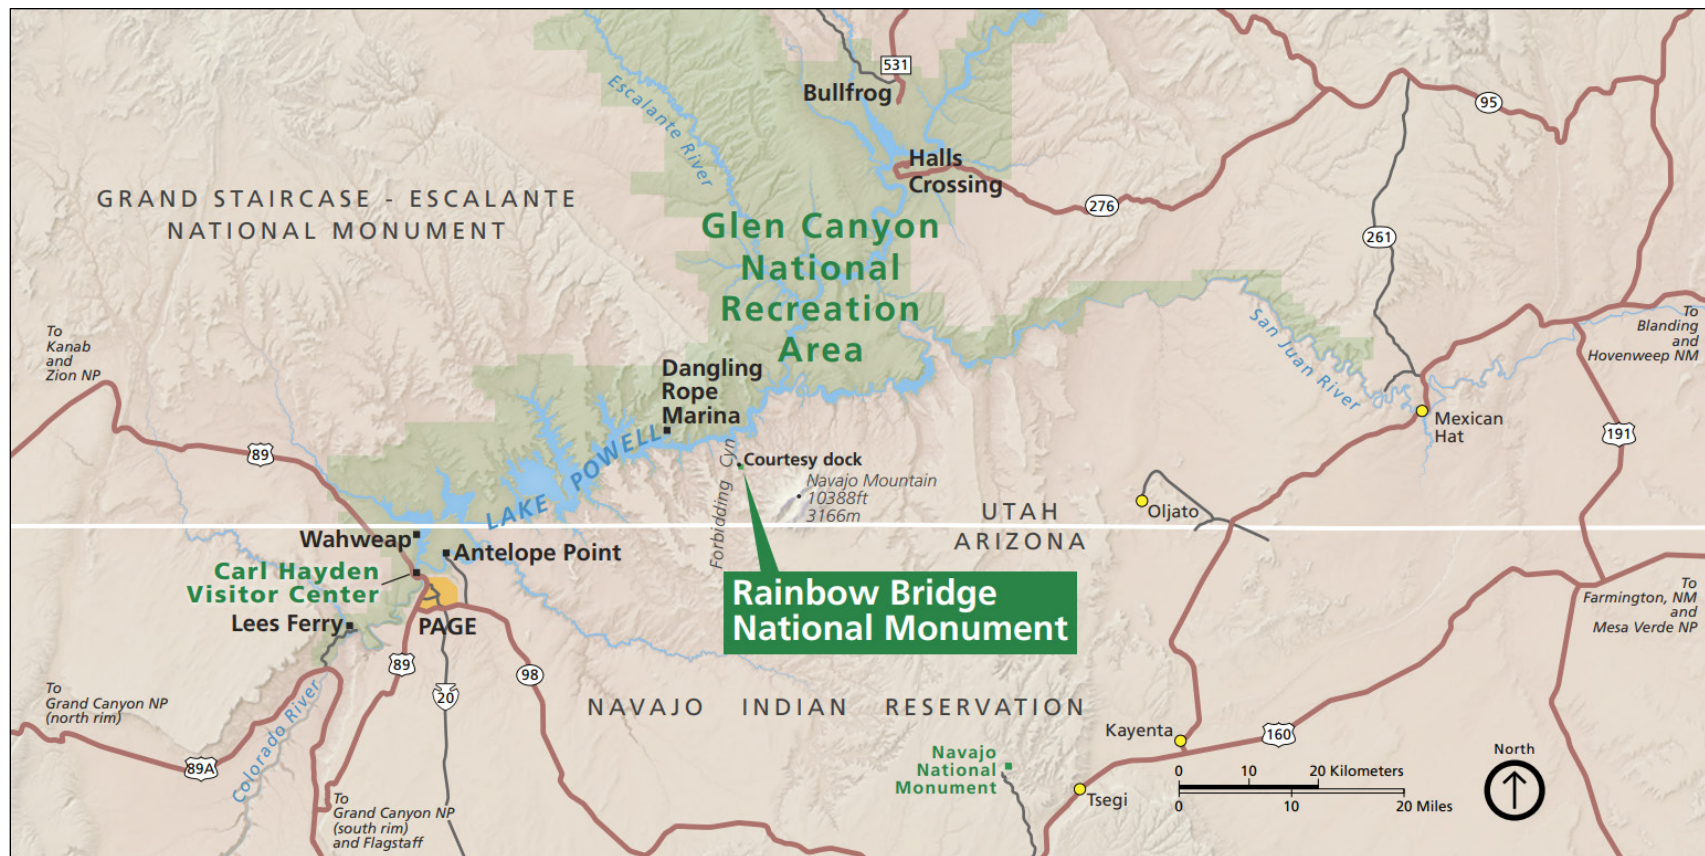 531
Bullfrog
Escalante River
95
Halls
Crossing
276
GRAND STAIRCASE - ESCALANTE
NATIONAL MONUMENT
261
Glen Canyon
National
Recreation
Area
San Juan River
To
Kanab
and
Zion NP
To
Blanding
and
Hovenweep NM
Dangling
Rope
Marina
Mexican
Hat
191
89
LAKE POWELL
Forbidding Cyn
Courtesy dock
Navajo Mountain
10388ft
3166m
Oljato
UTAH
ARIZONA
Wahweap
Antelope Point
Carl Hayden
Visitor Center
Rainbow Bridge
National Monument
Lees Ferry
PAGE
To
Farmington, NM
and
Mesa Verde NP
89
98
20
To
Grand Canyon NP
(north rim)
Colorado River
NAVAJO INDIAN RESERVATION
89A
Kayenta
160
Navajo
National
Monument
Tsegi
To
Grand Canyon NP
(south rim)
and Flagstaff
0 10 20 Kilometers
0 10 20 Miles
North